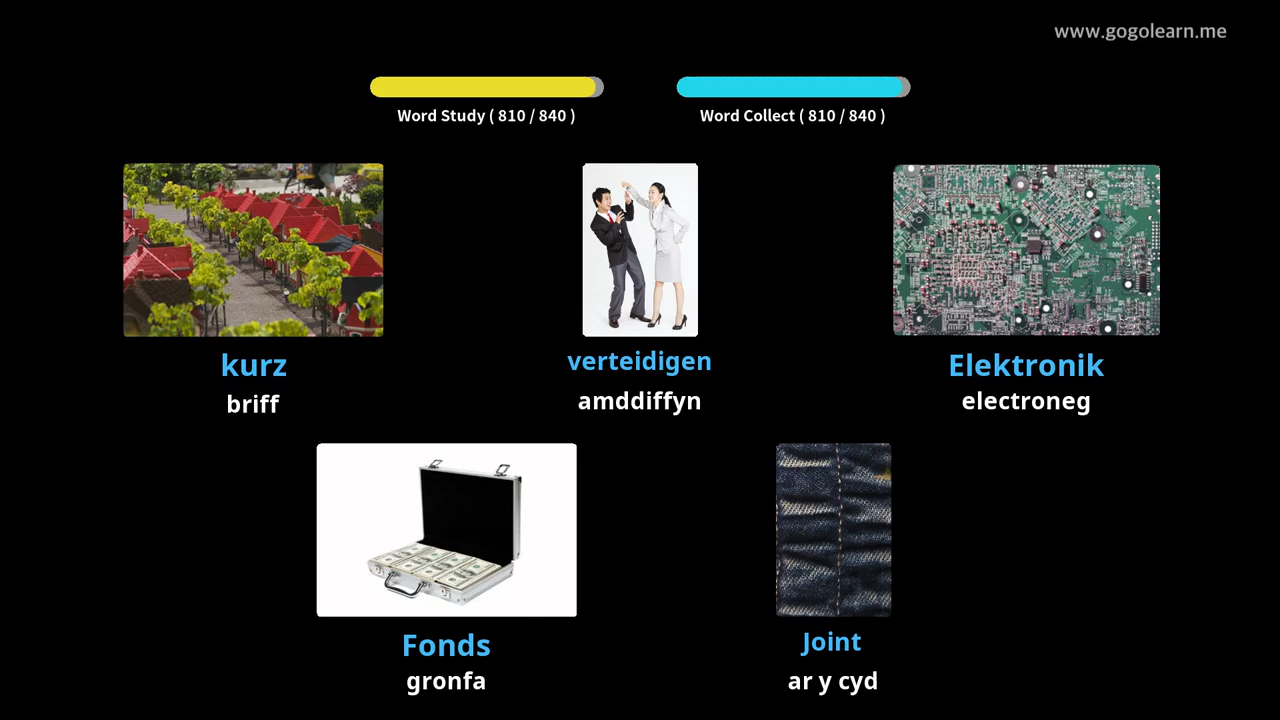 www.gogolearn.me
Word Study ( 810 / 840 )
Word Collect ( 810 / 840 )
kurz
briff
verteidigen
amddiffyn
Elektronik
electroneg
Fonds
gronfa
Joint
ar y cyd